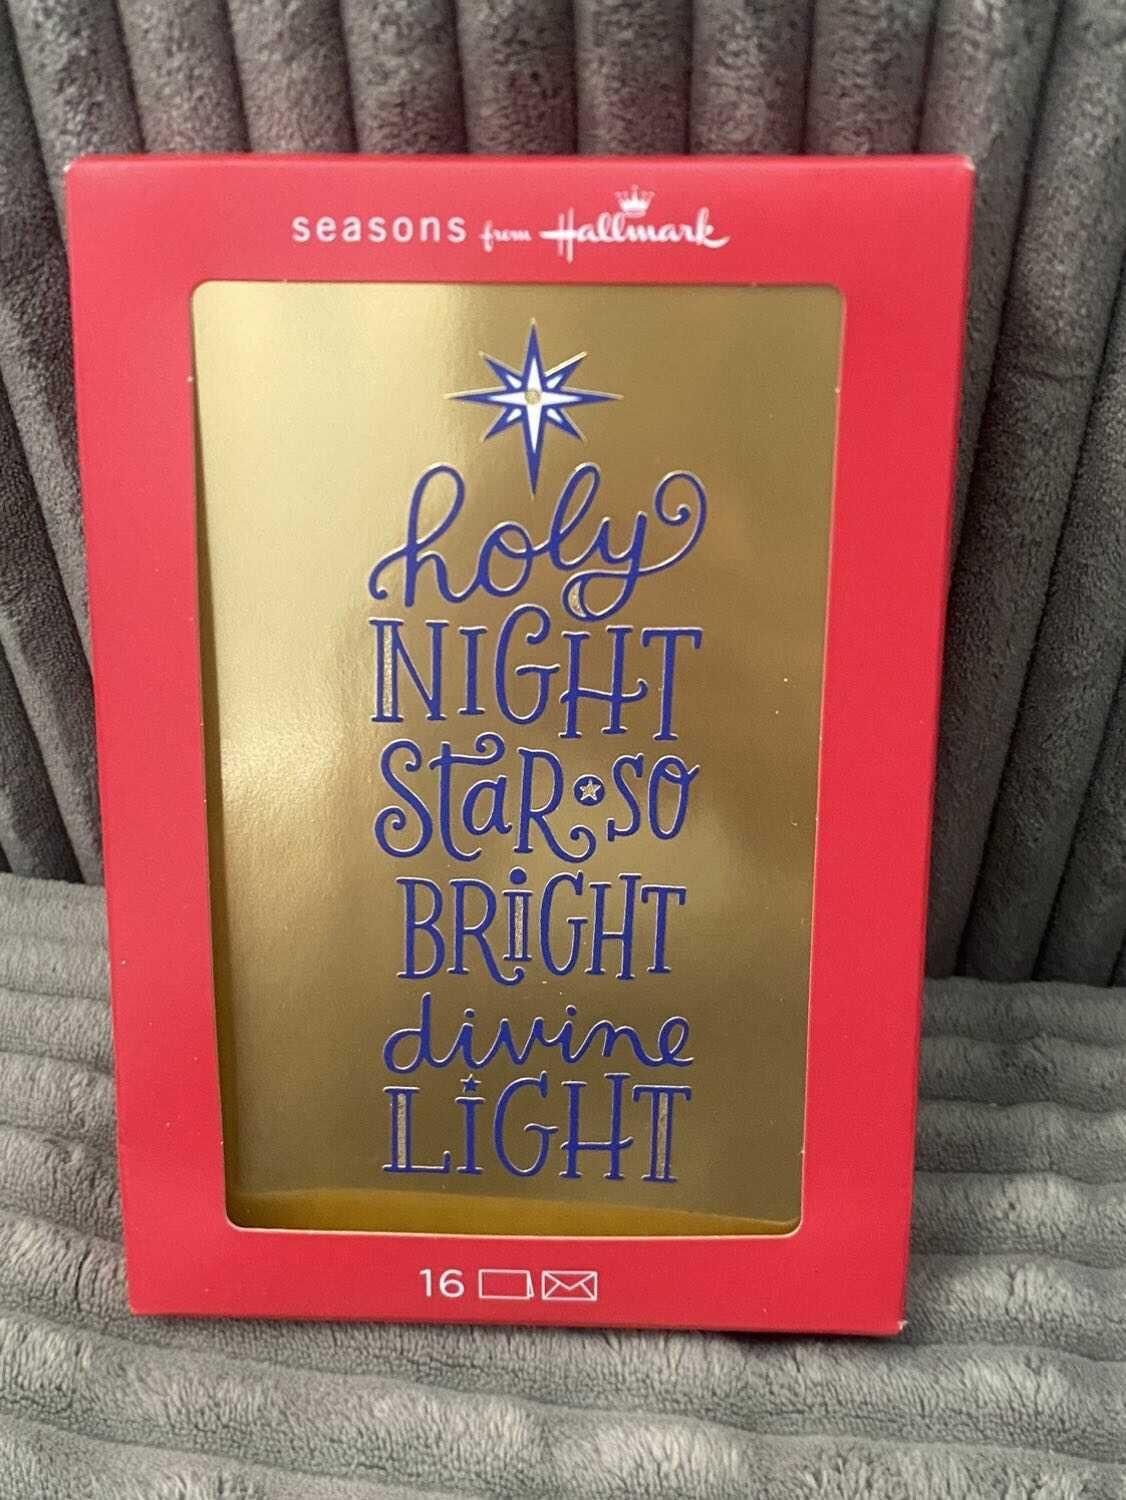 seasons from Hallmark
holy
NiGHT
StaR SO
BRiGHT
divine
LiGHT
16